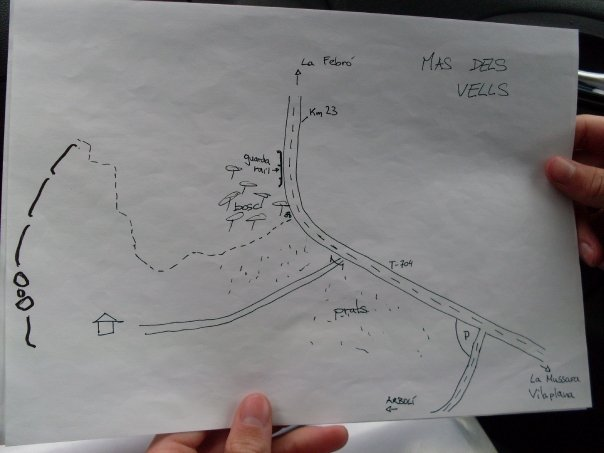 La Febró
MAS DELS
VELLS
Km 23
guarda
rail
bosc
T-704
prats
P
La Mussara
Vilaplana
ARBOLÍ